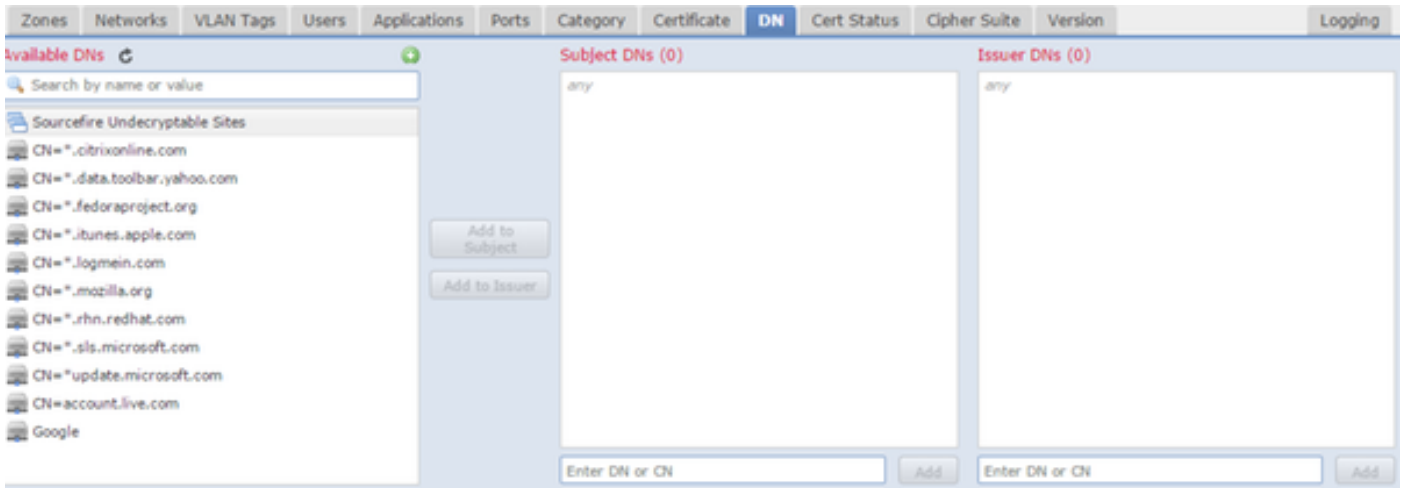 Zones Networks VLAN Tags Users Applications Ports Category Certificate DN Cert Status Cipher Suite Version Logging
Available DNs
Search by name or value
Sourcefire Undecryptable Sites
CN=*.citrixonline.com
CN=*.data.toolbar.yahoo.com
CN=*.fedoraproject.org
CN=*.itunes.apple.com
CN=*.logmein.com
CN=*.mozilla.org
CN=*.rhn.redhat.com
CN=*.sls.microsoft.com
CN=*update.microsoft.com
CN=account.live.com
Google
Add to
Subject
Add to Issuer
Subject DNs (0)
any
Enter DN or CN Add
Issuer DNs (0)
any
Enter DN or CN Add